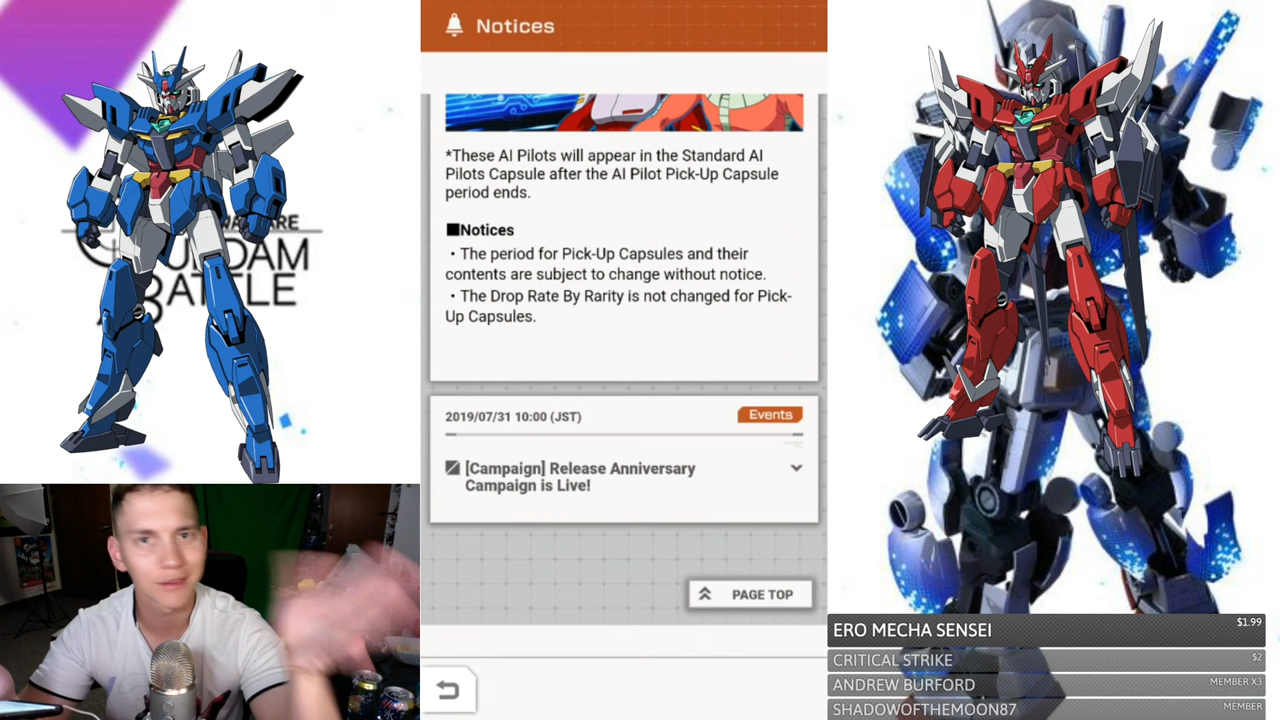 Notices
*These AI Pilots will appear in the Standard AI
Pilots Capsule after the AI Pilot Pick-Up Capsule
period ends.
■Notices
・The period for Pick-Up Capsules and their
contents are subject to change without notice.
・The Drop Rate By Rarity is not changed for Pick-
Up Capsules.
2019/07/31 10:00 (JST)
Events
[Campaign] Release Anniversary
Campaign is Live!
PAGE TOP
BATTLE
ERO MECHA SENSEI $1.99
CRITICAL STRIKE $2
ANDREW BURFORD MEMBER X3
SHADOWOFTHEMOON87 MEMBER